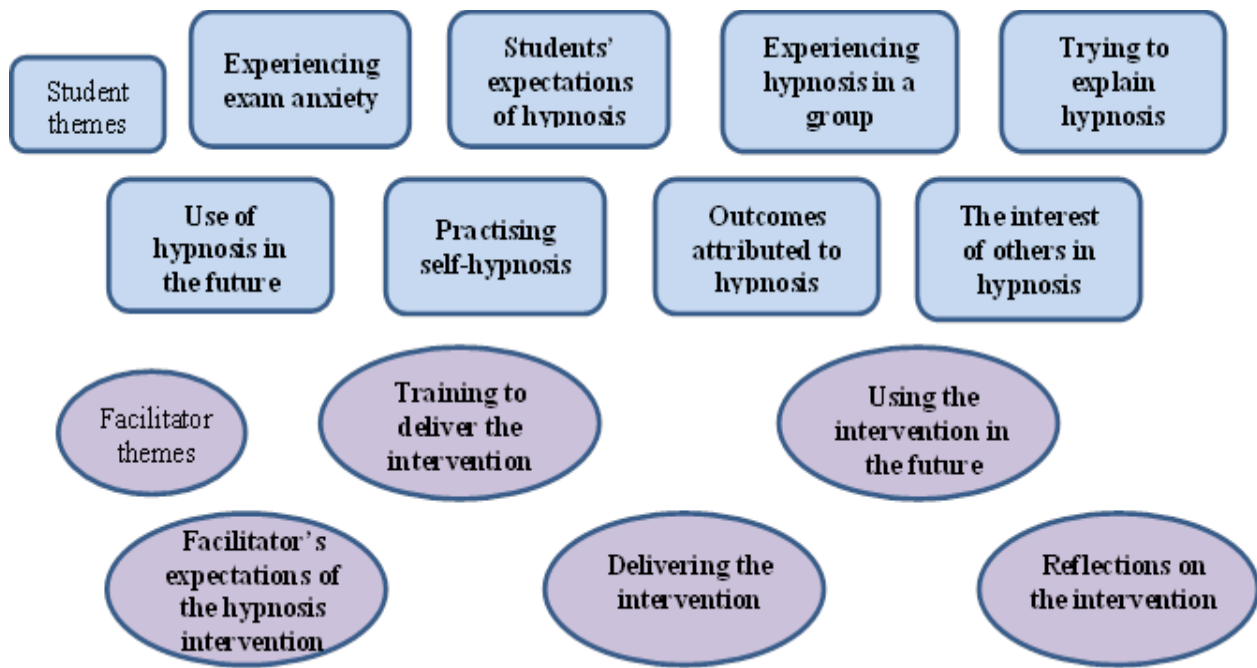 Student
themes
Experiencing
exam anxiety
Students’
expectations
of hypnosis
Experiencing
hypnosis in a
group
Trying to
explain
hypnosis
Use of
hypnosis in
the future
Practising
self-hypnosis
Outcomes
attributed to
hypnosis
The interest
of others in
hypnosis
Facilitator
themes
Training to
deliver the
intervention
Using the
intervention in
the future
Facilitator’s
expectations of
the hypnosis
intervention
Delivering the
intervention
Reflections on
the intervention